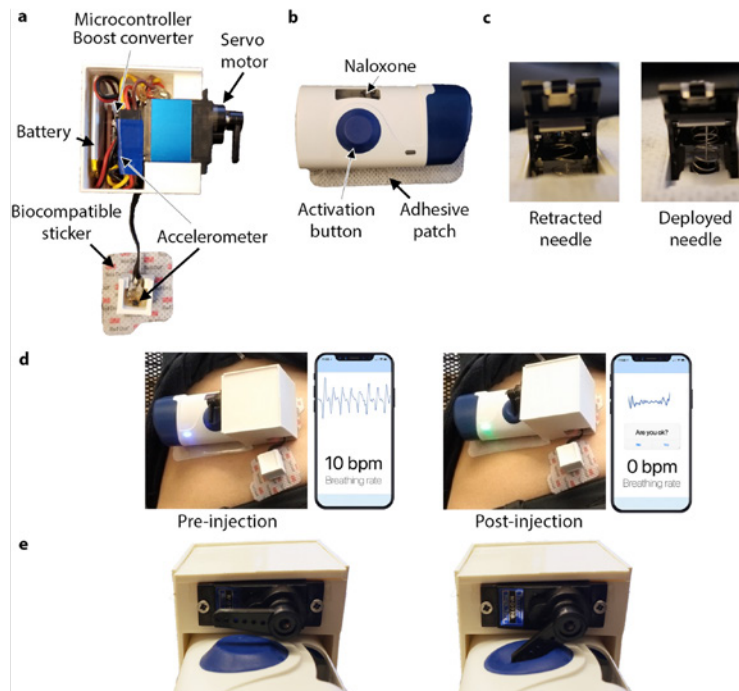 a
Microcontroller
Boost converter
Servo
motor
Battery
Biocompatible
sticker
Accelerometer
b
Naloxone
Activation
button
Adhesive
patch
c
Retracted
needle
Deployed
needle
d
10 bpm
Breathing rate
Pre-injection
Are you ok?
0 bpm
Breathing rate
Post-injection
e